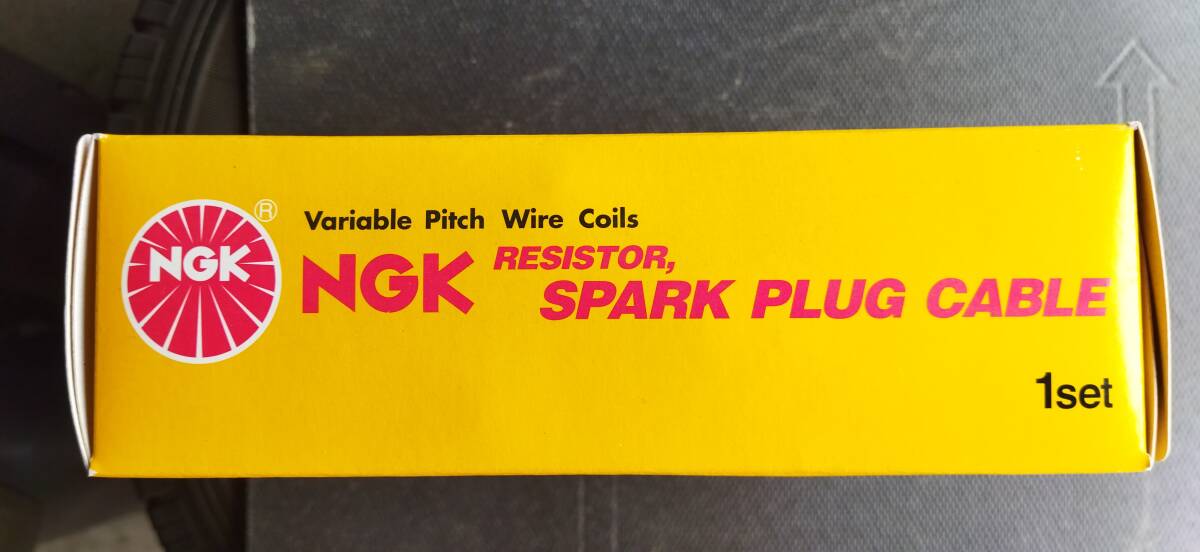 NGK
®
Variable Pitch Wire Coils
NGK RESISTOR,
SPARK PLUG CABLE
1set